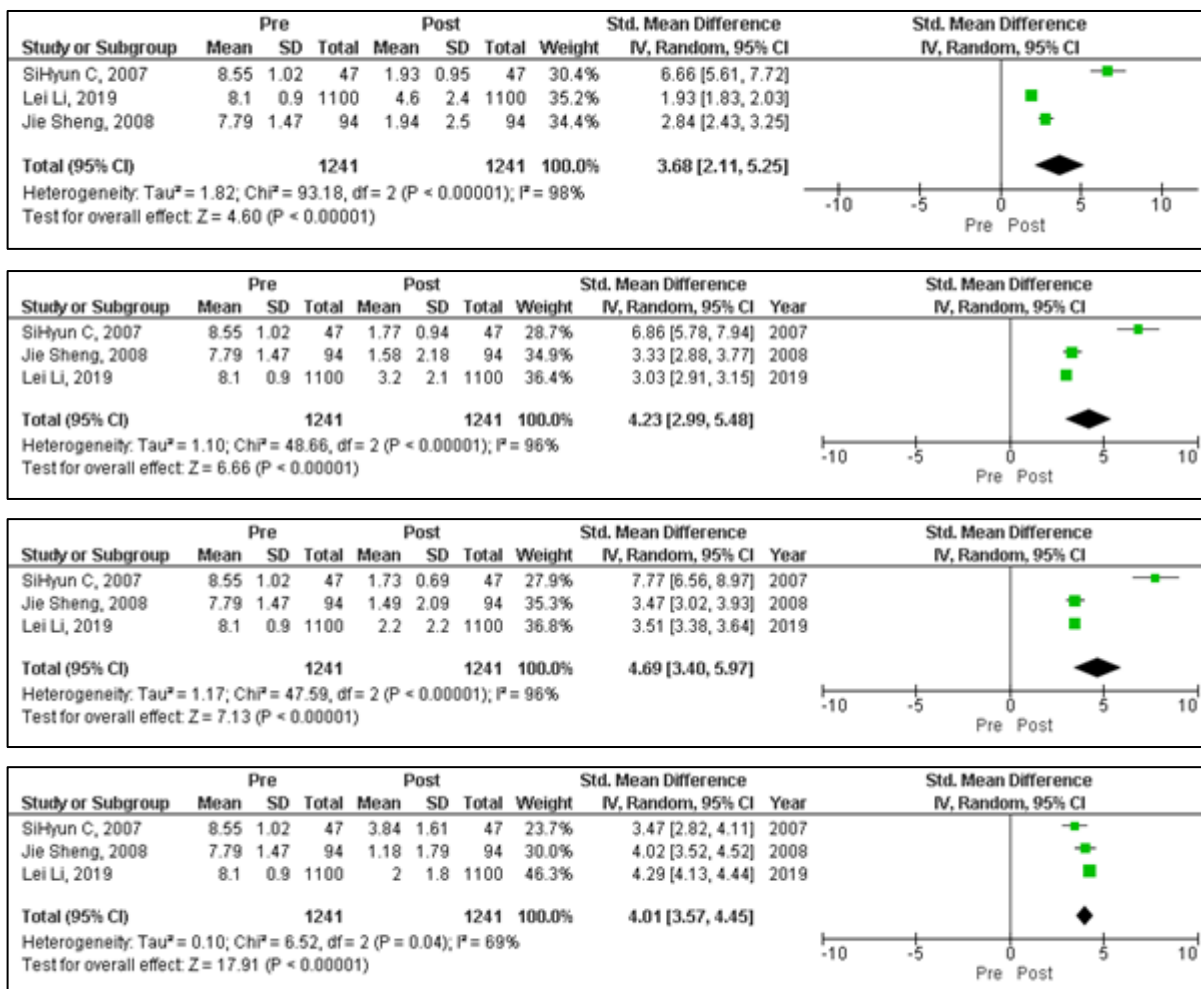 Pre Post Std. Mean Difference Std. Mean Difference
Study or Subgroup Mean SD Total Mean SD Total Weight IV, Random, 95% CI IV, Random, 95% CI
SiHyun C, 2007 8.55 1.02 47 1.93 0.95 47 30.4% 6.66 [5.61, 7.72]
Lei Li, 2019 8.1 0.9 1100 4.6 2.4 1100 35.2% 1.93 [1.83, 2.03]
Jie Sheng, 2008 7.79 1.47 94 1.94 2.5 94 34.4% 2.84 [2.43, 3.25]
Total (95% CI) 1241 1241 100.0% 3.68 [2.11, 5.25]
Heterogeneity: Tau² = 1.82; Chi² = 93.18, df = 2 (P < 0.00001); I² = 98%
Test for overall effect: Z = 4.60 (P < 0.00001)
-10 -5 0 5 10
Pre Post
Pre Post Std. Mean Difference Std. Mean Difference
Study or Subgroup Mean SD Total Mean SD Total Weight IV, Random, 95% CI Year IV, Random, 95% CI
SiHyun C, 2007 8.55 1.02 47 1.77 0.94 47 28.7% 6.86 [5.78, 7.94] 2007
Jie Sheng, 2008 7.79 1.47 94 1.58 2.18 94 34.9% 3.33 [2.88, 3.77] 2008
Lei Li, 2019 8.1 0.9 1100 3.2 2.1 1100 36.4% 3.03 [2.91, 3.15] 2019
Total (95% CI) 1241 1241 100.0% 4.23 [2.99, 5.48]
Heterogeneity: Tau² = 1.10; Chi² = 48.66, df = 2 (P < 0.00001); I² = 96%
Test for overall effect: Z = 6.66 (P < 0.00001)
-10 -5 0 5 10
Pre Post
Pre Post Std. Mean Difference Std. Mean Difference
Study or Subgroup Mean SD Total Mean SD Total Weight IV, Random, 95% CI Year IV, Random, 95% CI
SiHyun C, 2007 8.55 1.02 47 1.73 0.69 47 27.9% 7.77 [6.56, 8.97] 2007
Jie Sheng, 2008 7.79 1.47 94 1.49 2.09 94 35.3% 3.47 [3.02, 3.93] 2008
Lei Li, 2019 8.1 0.9 1100 2.2 2.2 1100 36.8% 3.51 [3.38, 3.64] 2019
Total (95% CI) 1241 1241 100.0% 4.69 [3.40, 5.97]
Heterogeneity: Tau² = 1.17; Chi² = 47.59, df = 2 (P < 0.00001); I² = 96%
Test for overall effect: Z = 7.13 (P < 0.00001)
-10 -5 0 5 10
Pre Post
Pre Post Std. Mean Difference Std. Mean Difference
Study or Subgroup Mean SD Total Mean SD Total Weight IV, Random, 95% CI Year IV, Random, 95% CI
SiHyun C, 2007 8.55 1.02 47 3.84 1.61 47 23.7% 3.47 [2.82, 4.11] 2007
Jie Sheng, 2008 7.79 1.47 94 1.18 1.79 94 30.0% 4.02 [3.52, 4.52] 2008
Lei Li, 2019 8.1 0.9 1100 2 1.8 1100 46.3% 4.29 [4.13, 4.44] 2019
Total (95% CI) 1241 1241 100.0% 4.01 [3.57, 4.45]
Heterogeneity: Tau² = 0.10; Chi² = 6.52, df = 2 (P = 0.04); I² = 69%
Test for overall effect: Z = 17.91 (P < 0.00001)
-10 -5 0 5 10
Pre Post